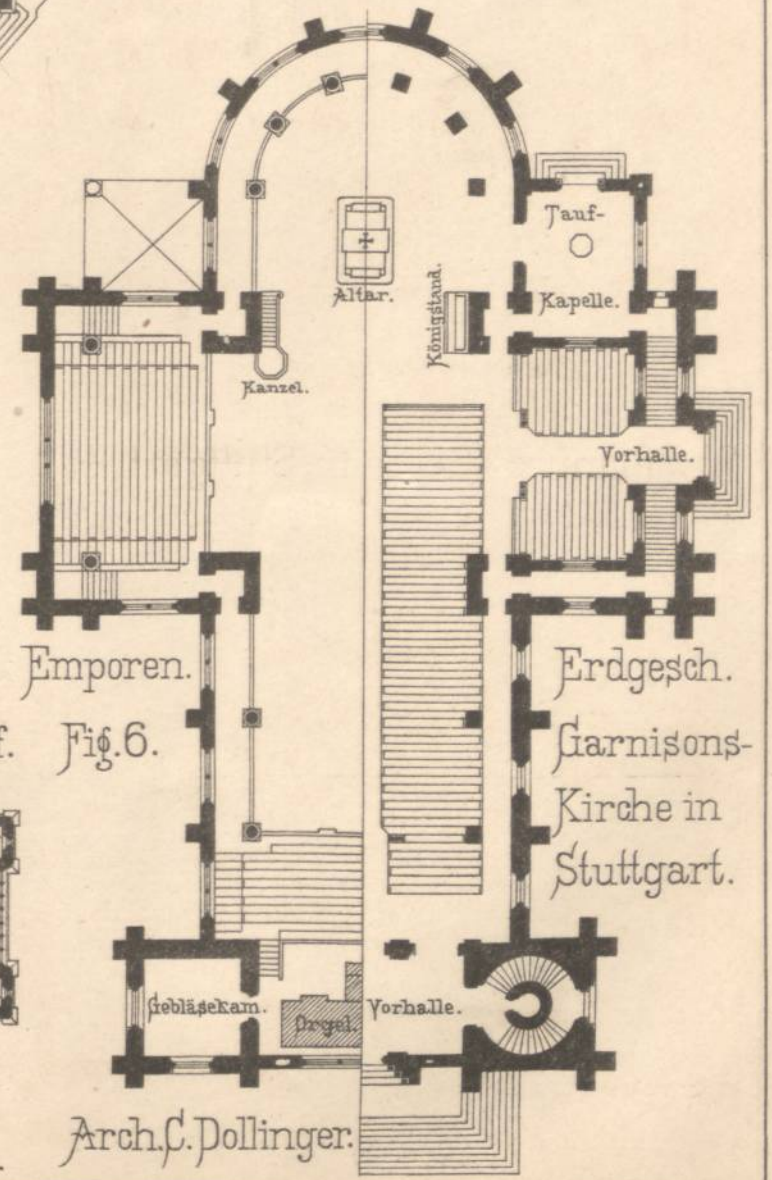 Tauf-
Kapelle.
Altar.
Königstand.
Kanzel.
Vorhalle.
Emporen.
Erdgesch.
Fig. 6.
Garnisons-
Kirche in
Stuttgart.
Gebläsekam.
Orgel.
Vorhalle.
Arch. C. Dollinger.